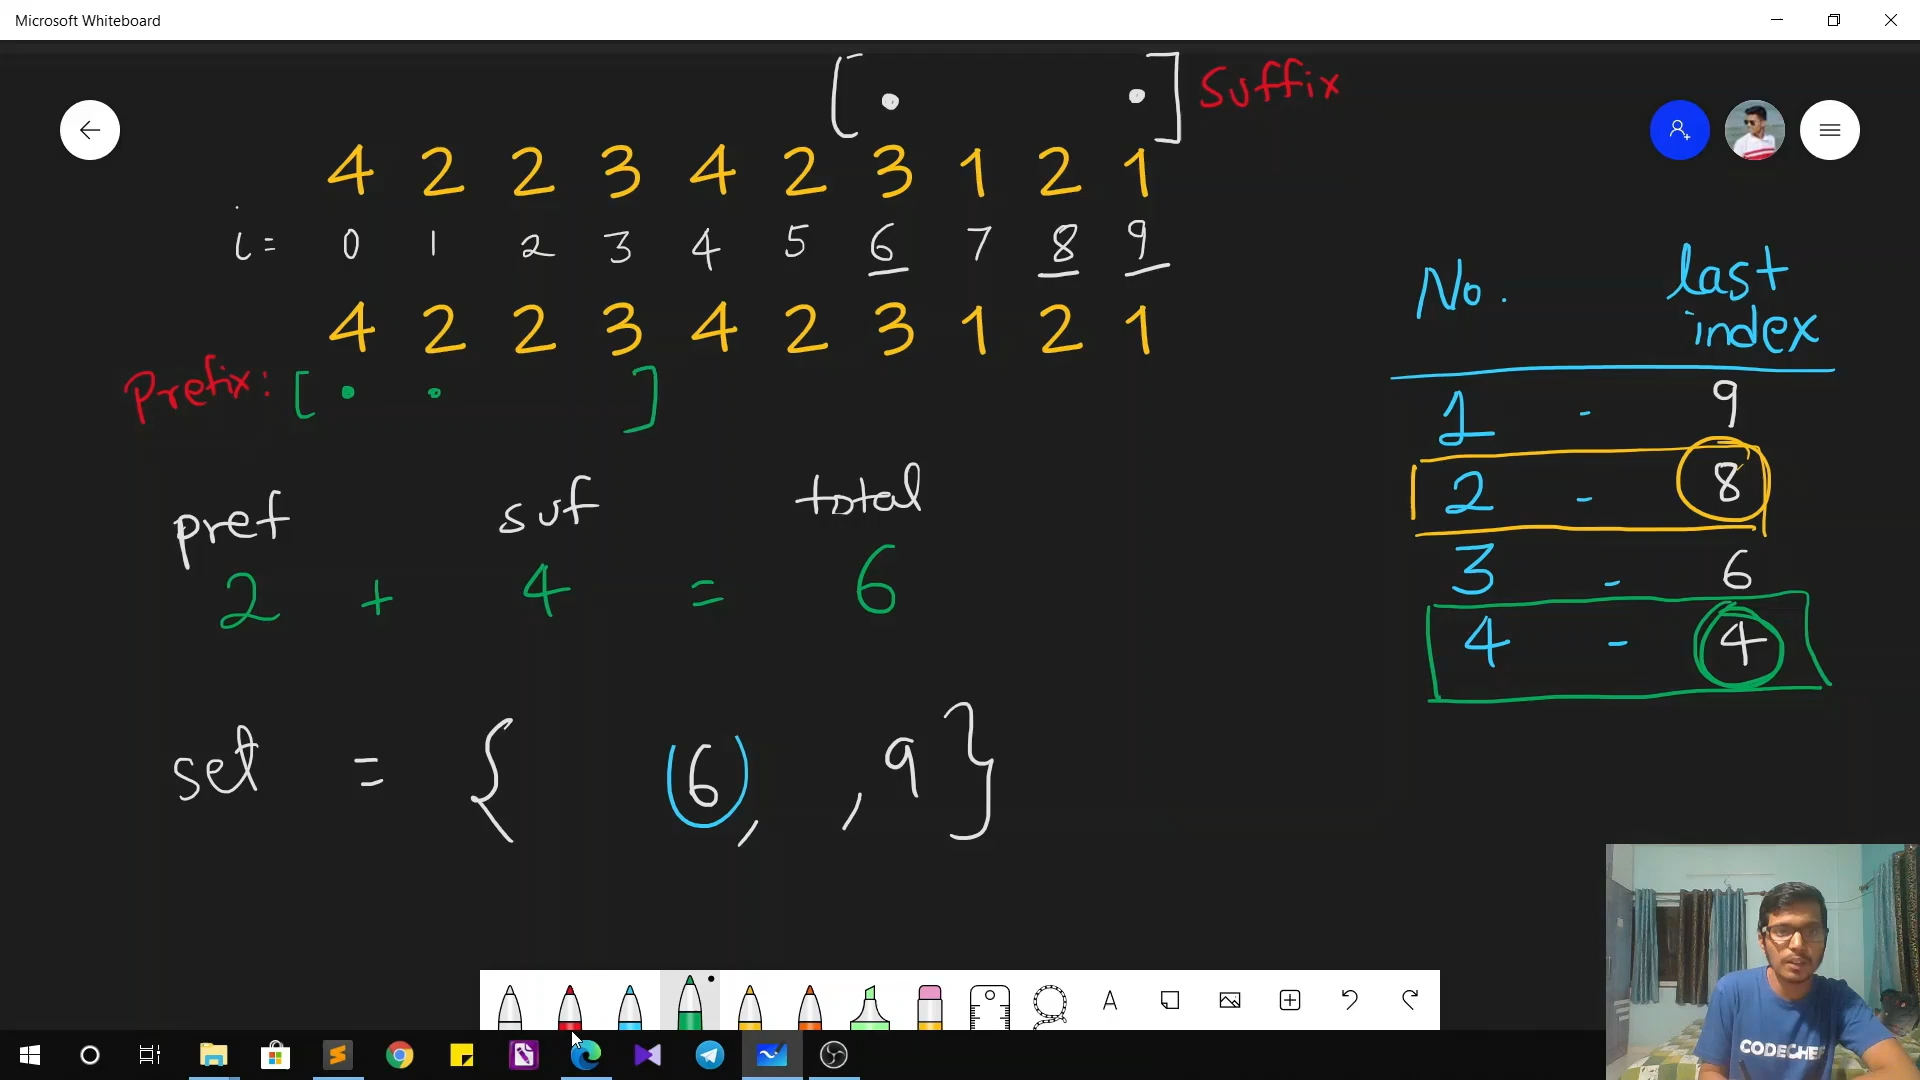 Microsoft Whiteboard
[ • • ] Suffix
4 2 2 3 4 2 3 1 2 1
i = 0 1 2 3 4 5 6 7 8 9
4 2 2 3 4 2 3 1 2 1
Prefix: [ • • ]
pref suf total
2 + 4 = 6
set = { 6, , 9 }
No. last
index
1 - 9
2 - 8
3 - 6
4 - 4
CODECHEF